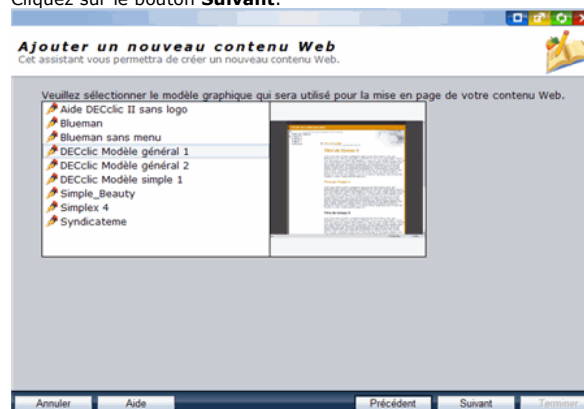 Cliquez sur le bouton Suivant.
Ajouter un nouveau contenu Web
Cet assistant vous permettra de créer un nouveau contenu Web.
Veuillez sélectionner le modèle graphique qui sera utilisé pour la mise en page de votre contenu Web.
Aide DECclic II sans logo
Blueman
Blueman sans menu
DECclic Modèle général 1
DECclic Modèle général 2
DECclic Modèle simple 1
Simple_Beauty
Simplex 4
Syndicateme
Annuler Aide Précédent Suivant Terminer